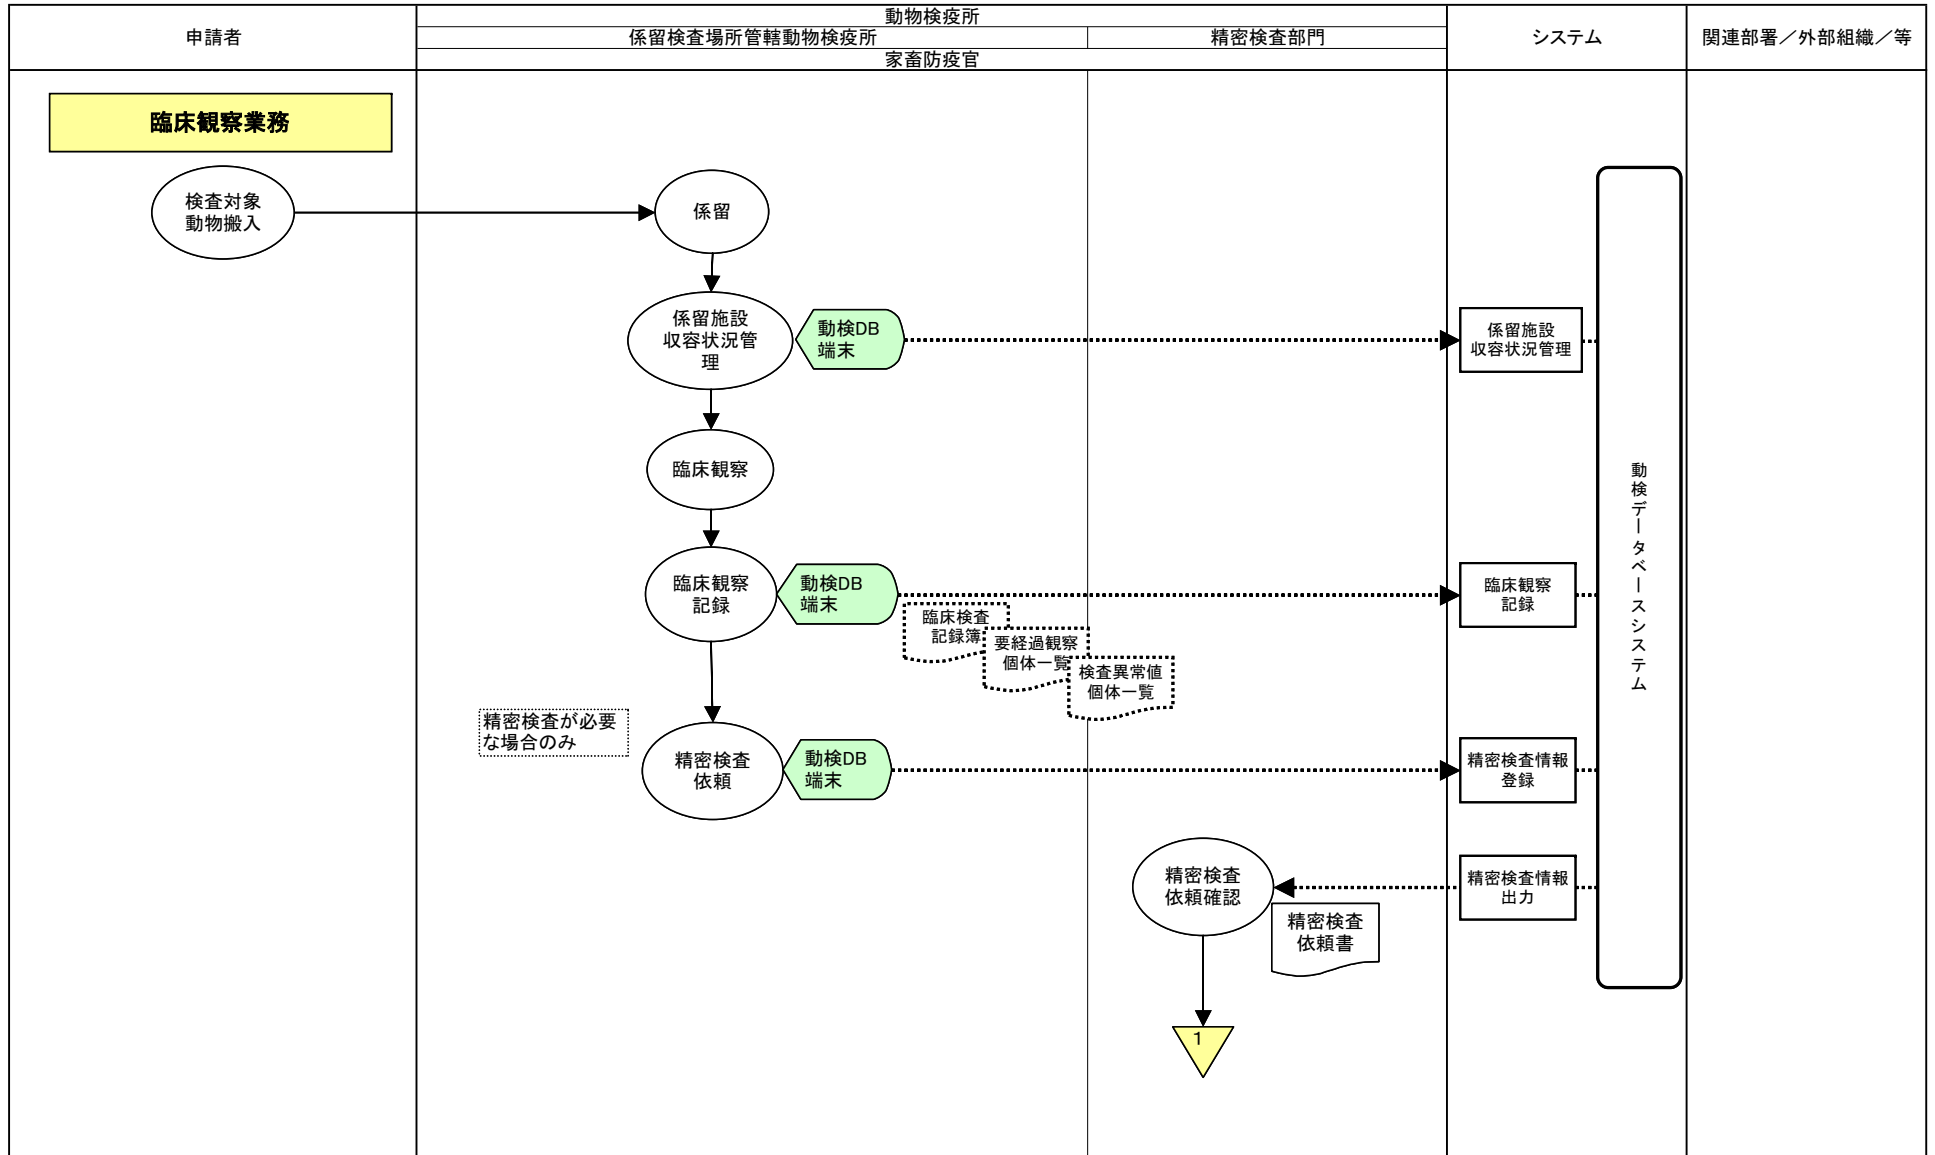 動物検疫所
申請者
係留検査場所管轄動物検疫所
精密検査部門
システム
関連部署／外部組織／等
家畜防疫官
臨床観察業務
検査対象
動物搬入
係留
係留施設
収容状況管
理
動検DB
端末
係留施設
収容状況管理
臨床観察
動検データベースシステム
臨床観察
記録
動検DB
端末
臨床観察
記録
臨床検査
記録簿
要経過観察
個体一覧
検査異常値
個体一覧
精密検査が必要
な場合のみ
精密検査
依頼
動検DB
端末
精密検査情報
登録
精密検査
依頼確認
精密検査情報
出力
精密検査
依頼書
1